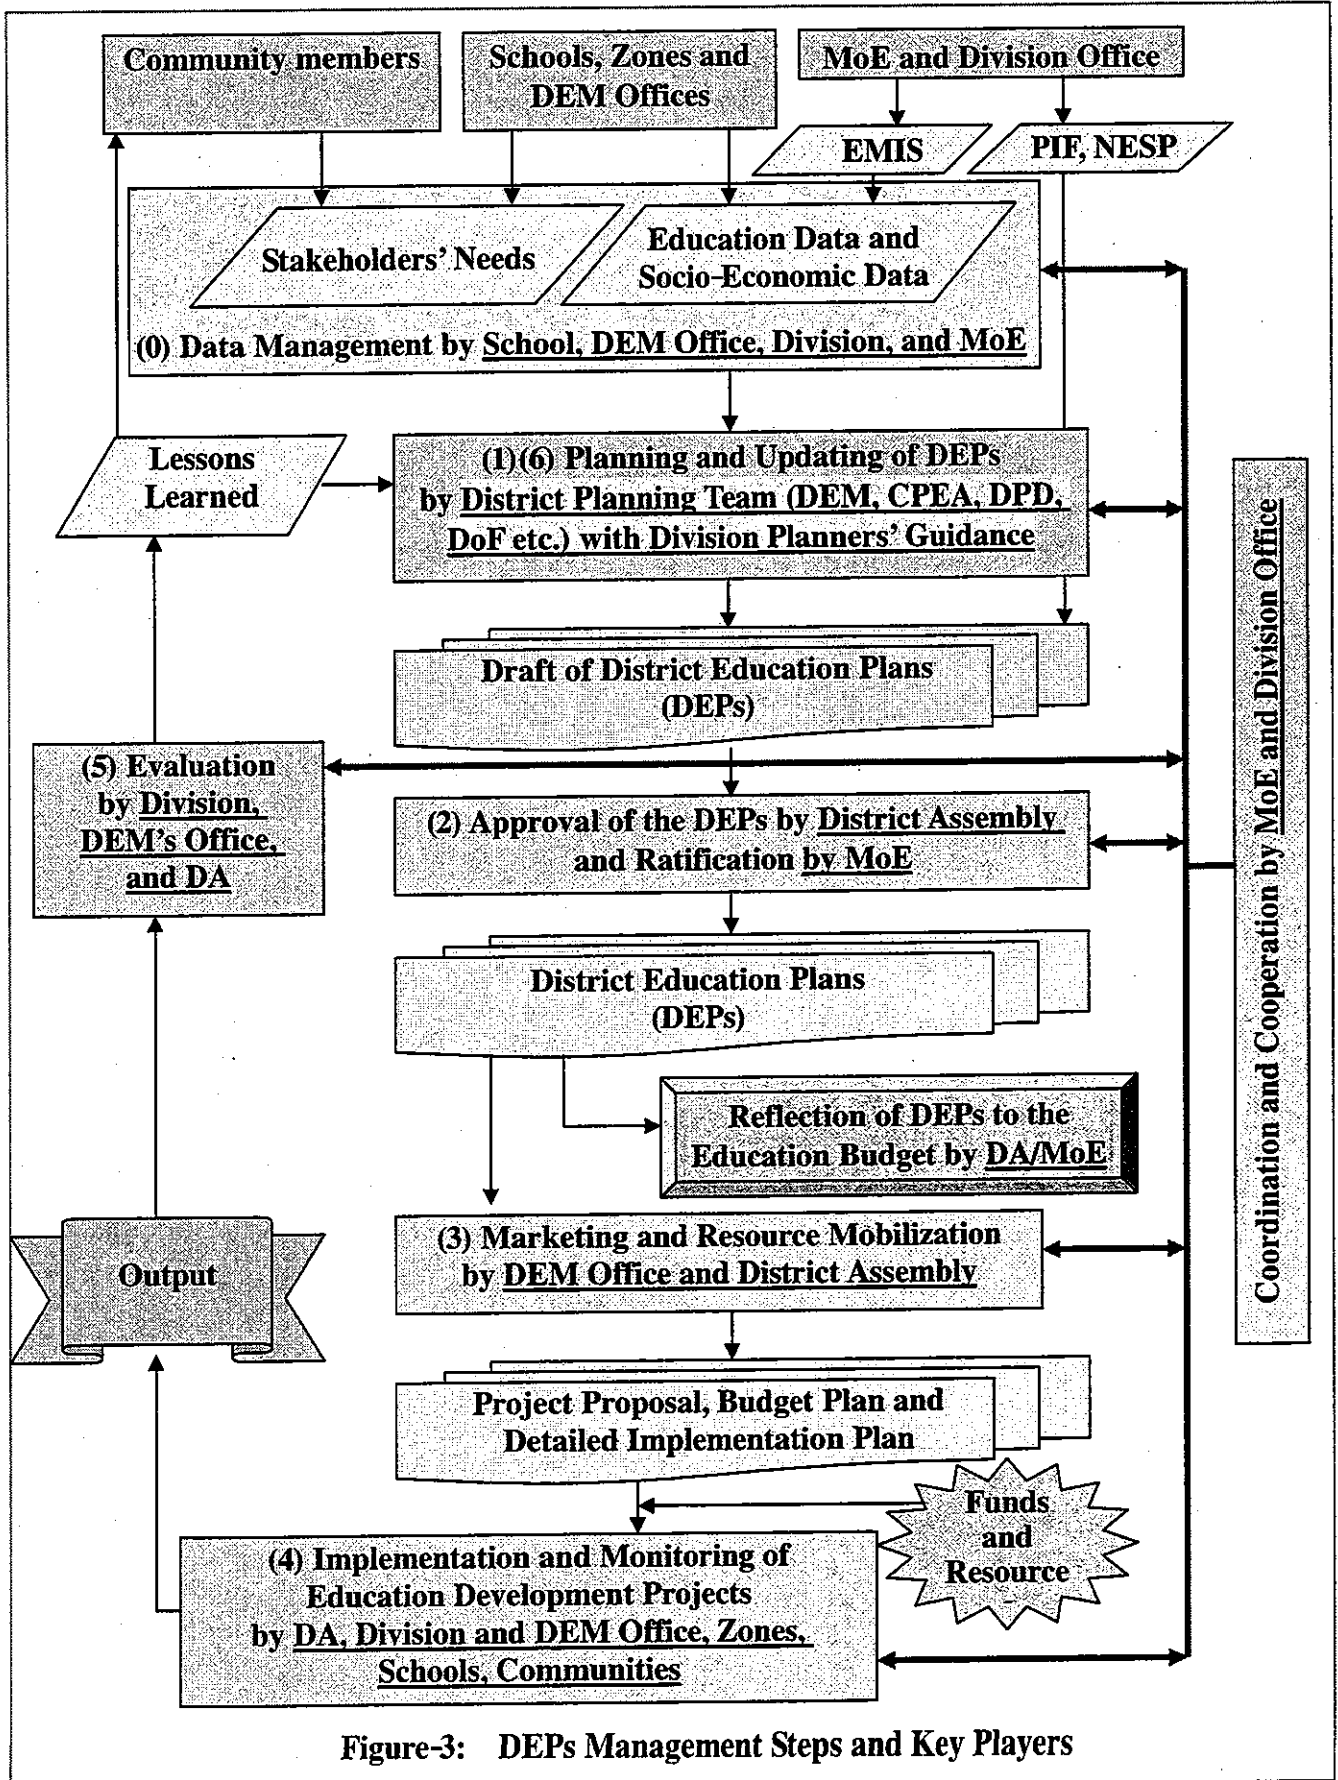 Community members
Schools, Zones and
DEM Offices
MoE and Division Office
EMIS
PIF, NESP
Stakeholders' Needs
Education Data and
Socio-Economic Data
(0) Data Management by School, DEM Office, Division, and MoE
Lessons
Learned
(1)(6) Planning and Updating of DEPs
by District Planning Team (DEM, CPEA, DPD,
DoF etc.) with Division Planners' Guidance
Draft of District Education Plans
(DEPs)
(5) Evaluation
by Division,
DEM's Office,
and DA
(2) Approval of the DEPs by District Assembly
and Ratification by MoE
District Education Plans
(DEPs)
Reflection of DEPs to the
Education Budget by DA/MoE
(3) Marketing and Resource Mobilization
by DEM Office and District Assembly
Output
Project Proposal, Budget Plan and
Detailed Implementation Plan
Funds
and
Resource
(4) Implementation and Monitoring of
Education Development Projects
by DA, Division and DEM Office, Zones,
Schools, Communities
Coordination and Cooperation by MoE and Division Office
Figure-3: DEPs Management Steps and Key Players